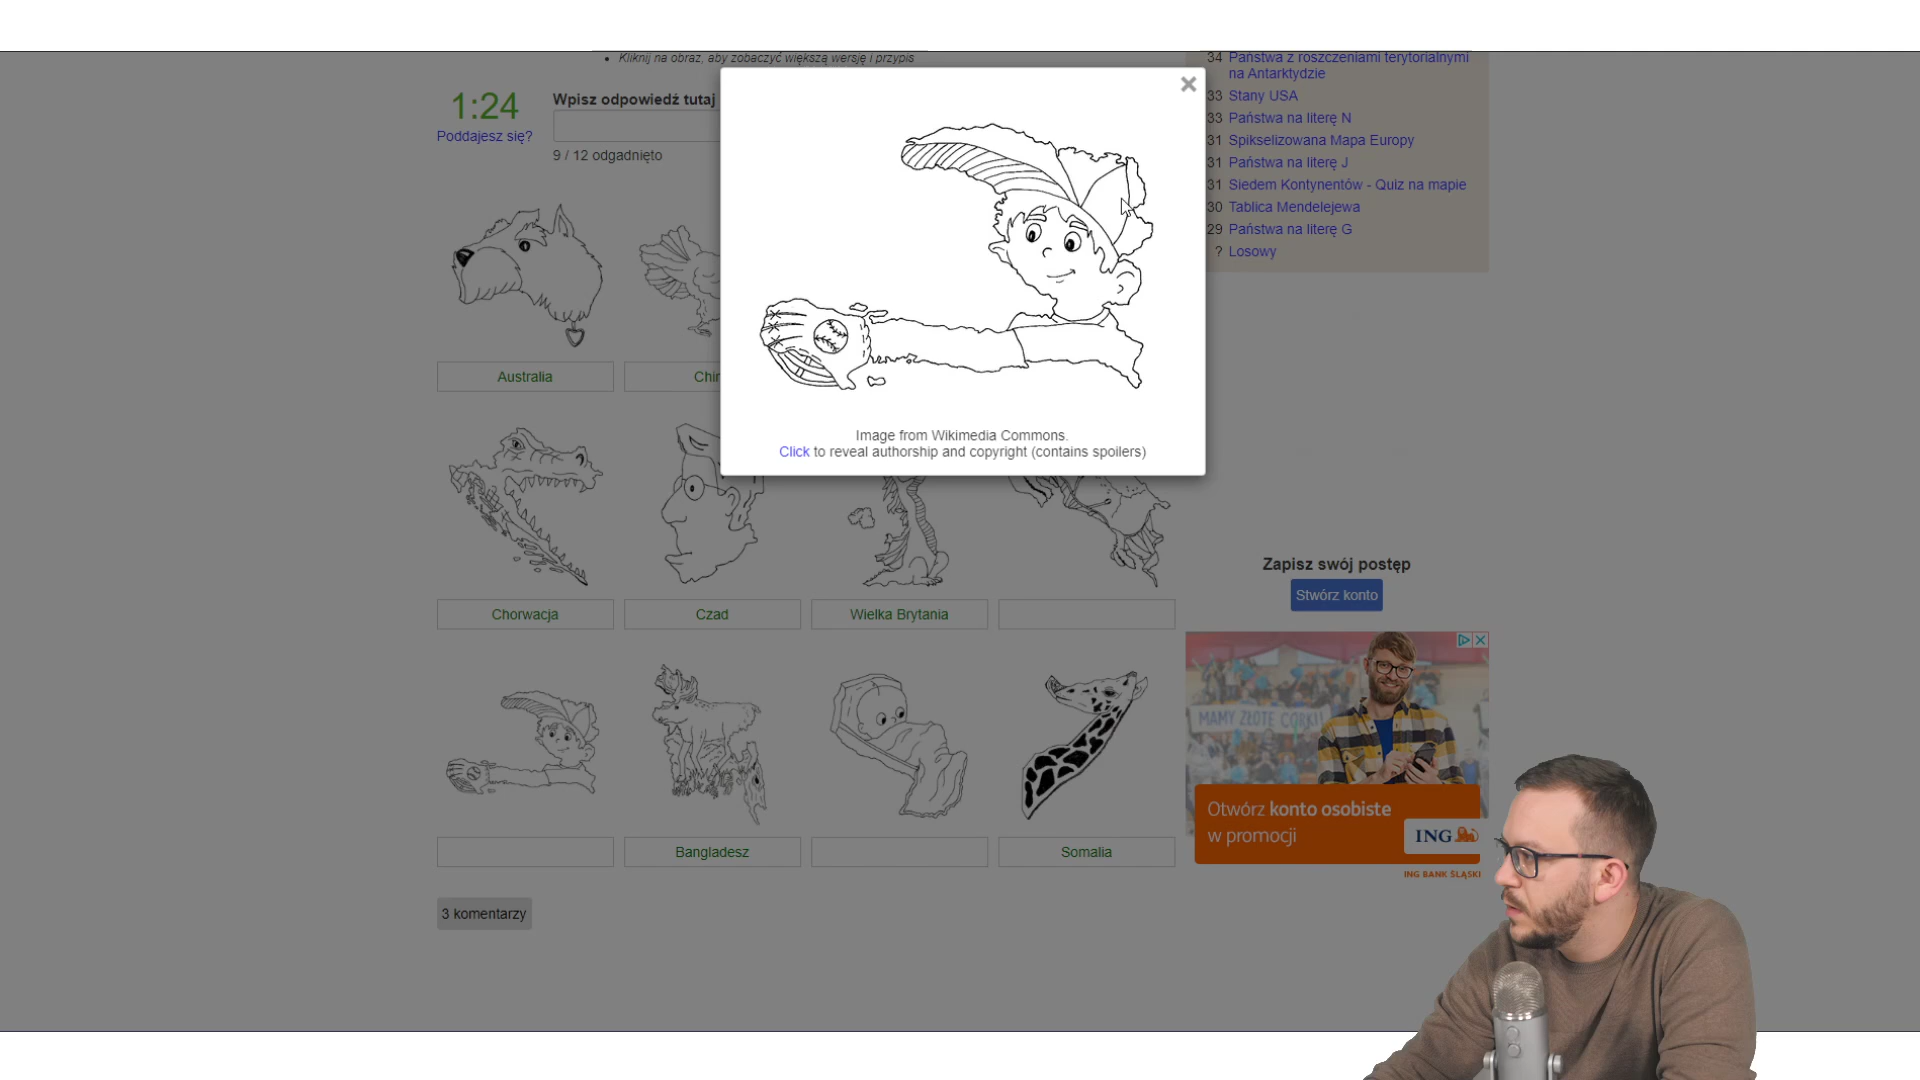 Kliknij na obraz, aby zobaczyć większą wersję i przypis
1:24
Poddajesz się?
Wpisz odpowiedź tutaj
9 / 12 odgadnięto
Image from Wikimedia Commons.
Click to reveal authorship and copyright (contains spoilers)
Australia
Chin
Chorwacja
Czad
Wielka Brytania
Bangladesz
Somalia
3 komentarzy
34 Państwa z roszczeniami terytorialnymi
na Antarktydzie
33 Stany USA
33 Państwa na literę N
31 Spikselizowana Mapa Europy
31 Państwa na literę J
31 Siedem Kontynentów - Quiz na mapie
30 Tablica Mendelejewa
29 Państwa na literę G
? Losowy
Zapisz swój postęp
Stwórz konto
MAMY ZŁOTE CÓRKI!
Otwórz konto osobiste
w promocji
ING
ING BANK ŚLĄSKI